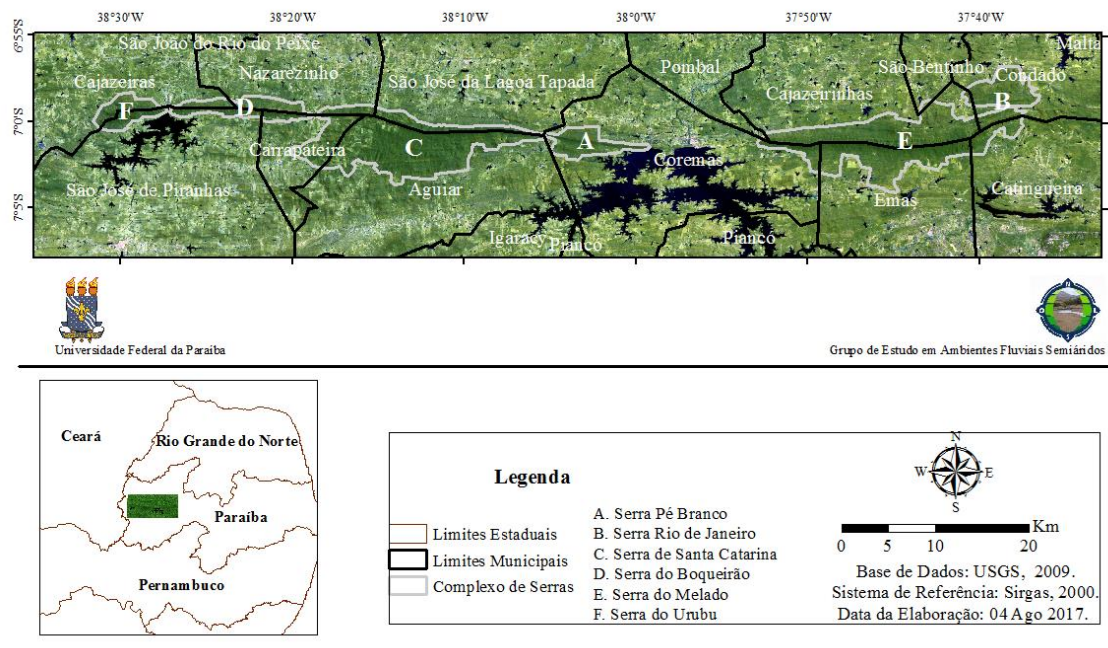 38°30'W 38°20'W 38°10'W 38°0'W 37°50'W 37°40'W
6°55'S
7°0'S
7°5'S
São João do Rio do Peixe
Malta
Cajazeiras
Nazarezinho
São José da Lagoa Tapada
Pombal
São Bentinho
Condado
Cajazeirinhas
F
D
B
Carrapateira
C
A
Coremas
E
São José de Piranhas
Aguiar
Emas
Catingueira
Igaracy
Piancó
Piancó
Universidade Federal da Paraiba
Grupo de Estudo em Ambientes Fluviais Semiáridos
Ceará
Rio Grande do Norte
Paraíba
Pernambuco
Legenda
Limites Estaduais
Limites Municipais
Complexo de Serras
A. Serra Pé Branco
B. Serra Rio de Janeiro
C. Serra de Santa Catarina
D. Serra do Boqueirão
E. Serra do Melado
F. Serra do Urubu
N
W E
S
Km
0 5 10 20
Base de Dados: USGS, 2009.
Sistema de Referência: Sirgas, 2000.
Data da Elaboração: 04 Ago 2017.